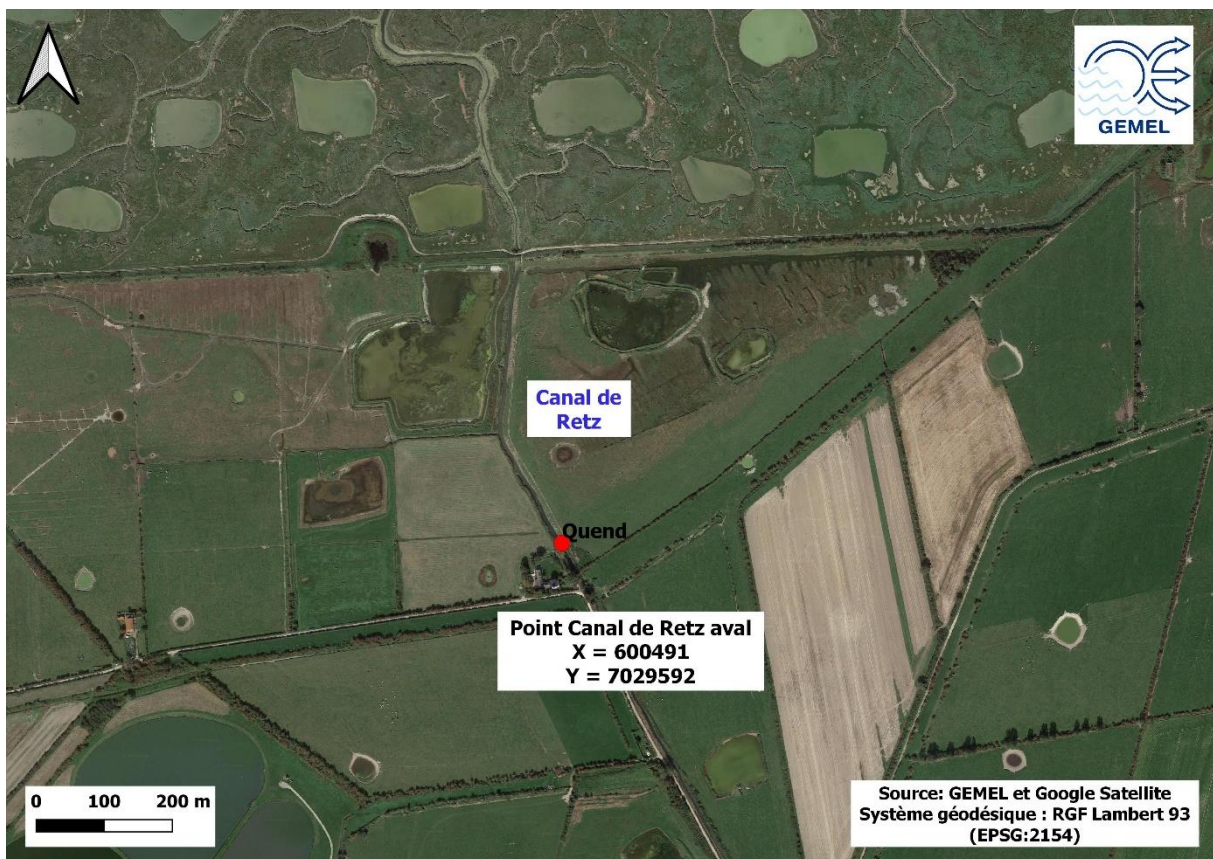 GEMEL
Canal de
Retz
Quend
Point Canal de Retz aval
X = 600491
Y = 7029592
0 100 200 m
Source: GEMEL et Google Satellite
Système géodésique : RGF Lambert 93
(EPSG:2154)